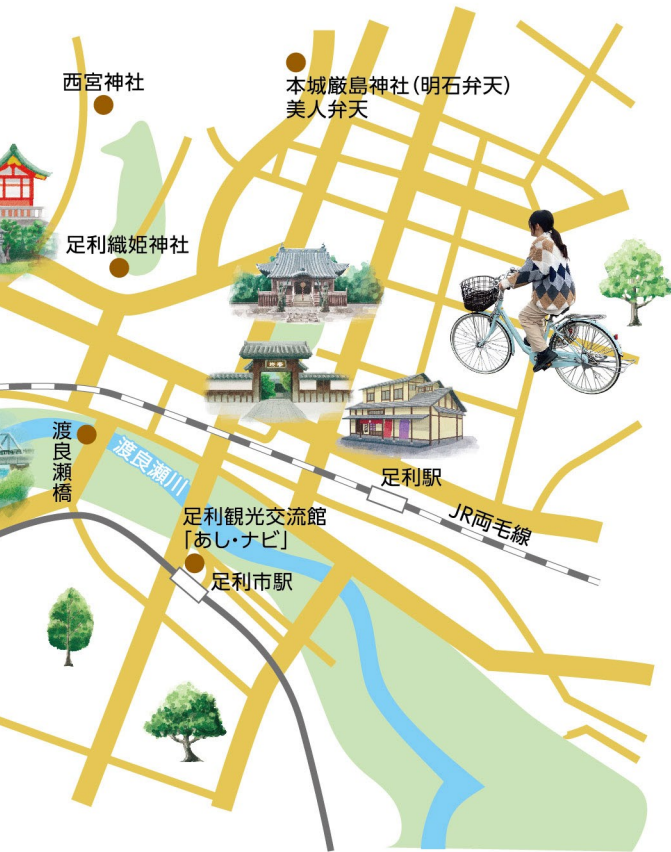 西宮神社
本城厳島神社(明石弁天)
美人弁天
足利織姫神社
渡良瀬橋
渡良瀬川
足利駅
JR両毛線
足利観光交流館
「あし・ナビ」
足利市駅